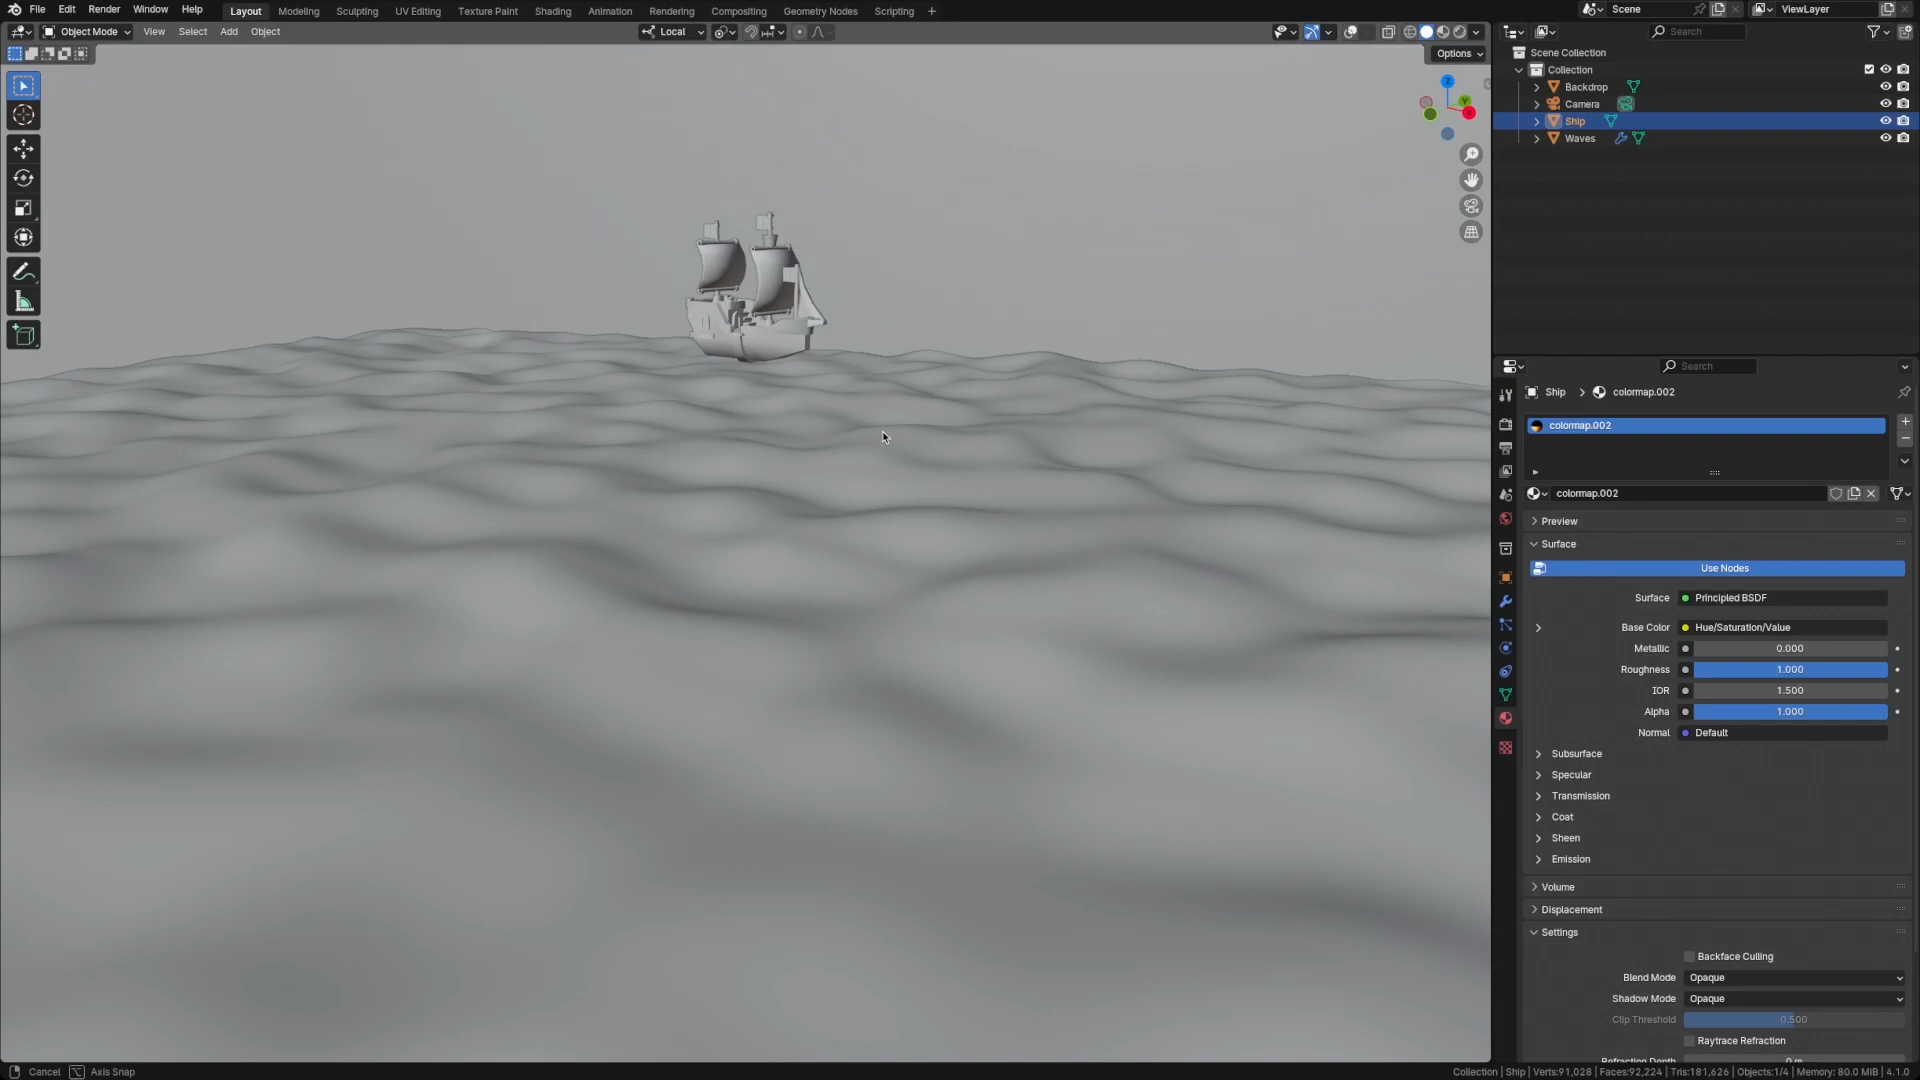 File Edit Render Window Help Layout Modeling Sculpting UV Editing Texture Paint Shading Animation Rendering Compositing Geometry Nodes Scripting + Scene ViewLayer
Object Mode View Select Add Object Local Search
Options
Scene Collection
Collection
Backdrop
Camera
Ship
Waves
Z
Y
X
Search
Ship > colormap.002
colormap.002
colormap.002
Preview
Surface
Use Nodes
Surface Principled BSDF
Base Color Hue/Saturation/Value
Metallic 0.000
Roughness 1.000
IOR 1.500
Alpha 1.000
Normal Default
Subsurface
Specular
Transmission
Coat
Sheen
Emission
Volume
Displacement
Settings
Backface Culling
Blend Mode Opaque
Shadow Mode Opaque
Clip Threshold 0.500
Raytrace Refraction
Refraction Depth 0 m
Cancel Axis Snap Collection | Ship | Verts:91,028 | Faces:92,224 | Tris:181,626 | Objects:1/4 | Memory: 80.0 MiB | 4.1.0